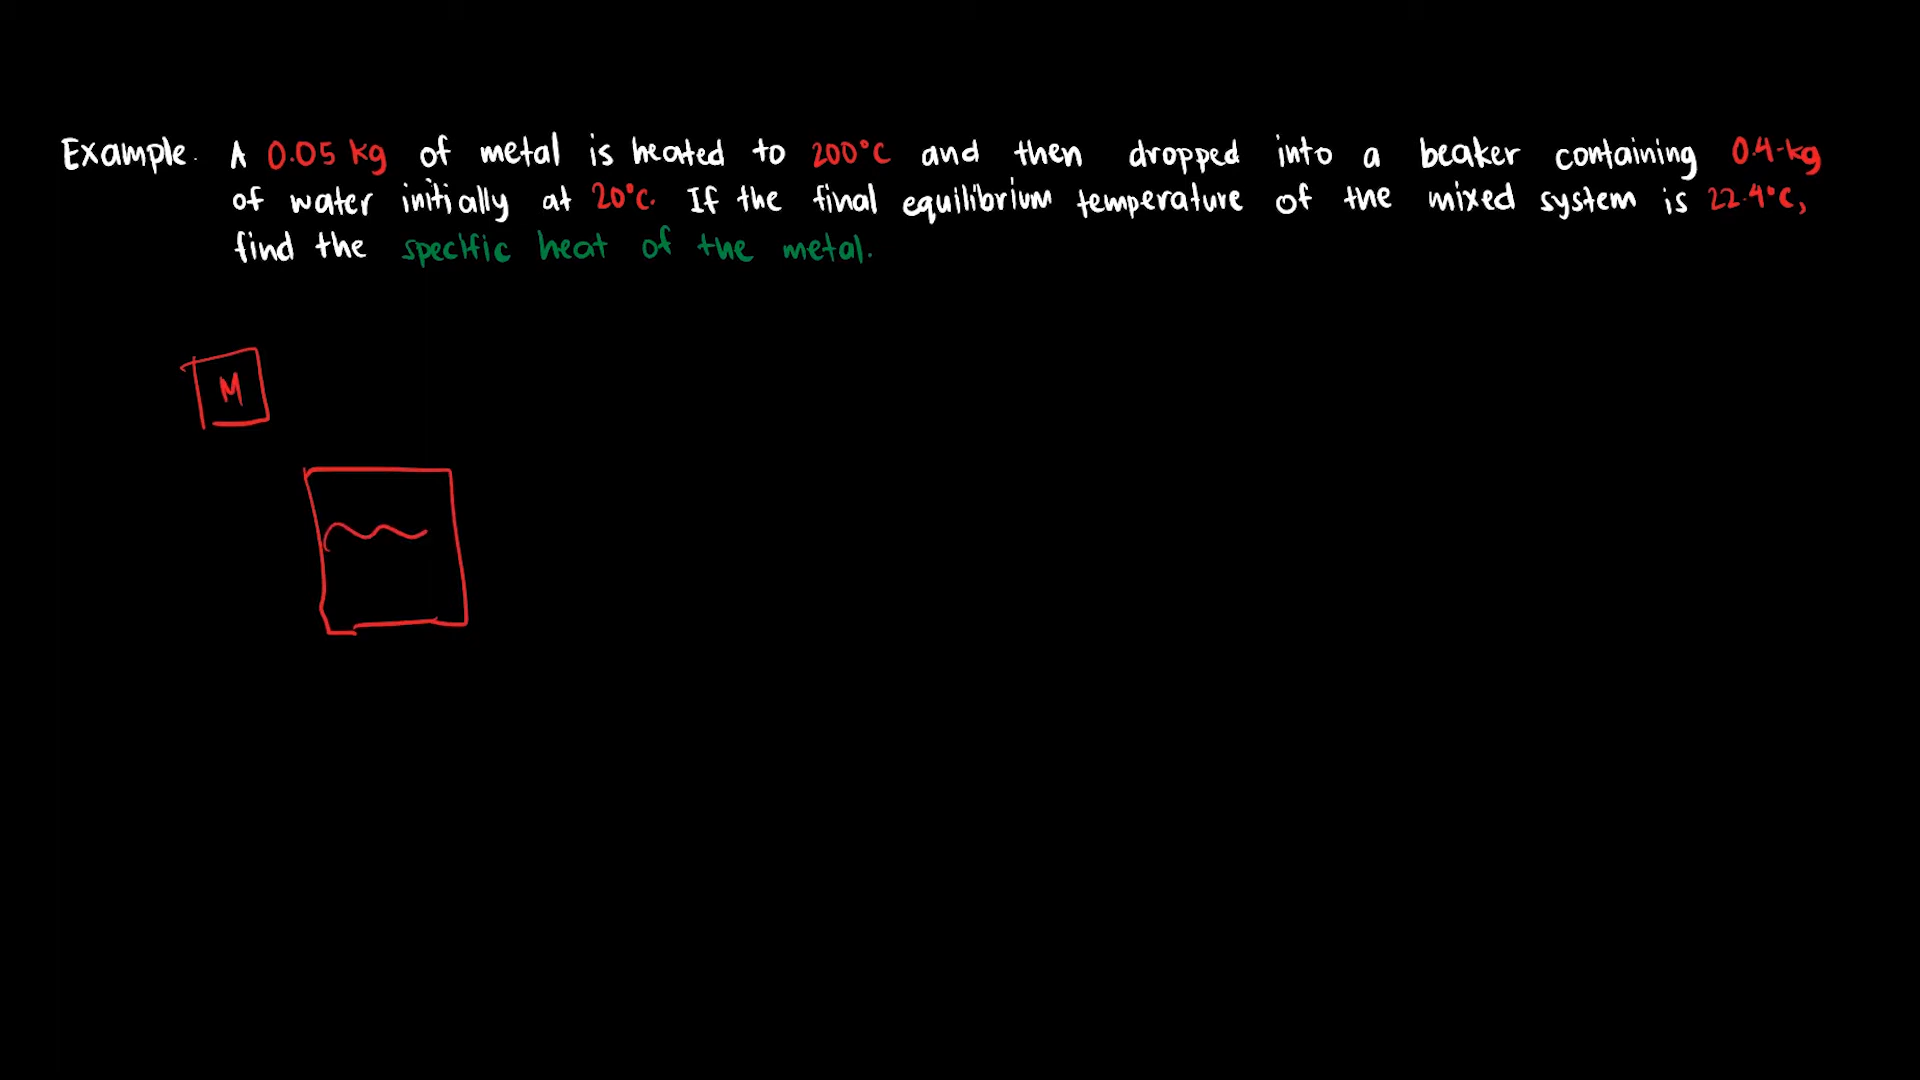 Example. A 0.05 kg of metal is heated to 200°C and then dropped into a beaker containing 0.4-kg
of water initially at 20°C. If the final equilibrium temperature of the mixed system is 22.4°C,
find the specific heat of the metal.
M